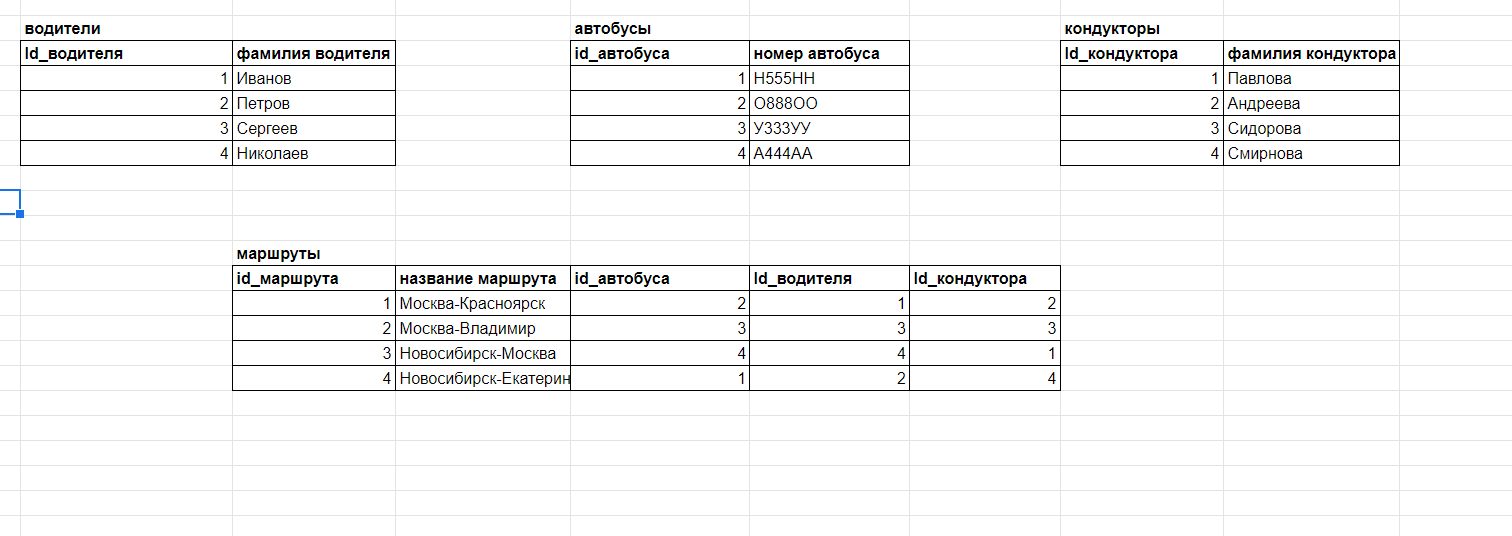 водители автобусы кондукторы
Id_водителя фамилия водителя id_автобуса номер автобуса Id_кондуктора фамилия кондуктора
1 Иванов 1 Н555НН 1 Павлова
2 Петров 2 О888ОО 2 Андреева
3 Сергеев 3 У333УУ 3 Сидорова
4 Николаев 4 А444АА 4 Смирнова
маршруты
id_маршрута название маршрута id_автобуса Id_водителя Id_кондуктора
1 Москва-Красноярск 2 1 2
2 Москва-Владимир 3 3 3
3 Новосибирск-Москва 4 4 1
4 Новосибирск-Екатерин 1 2 4